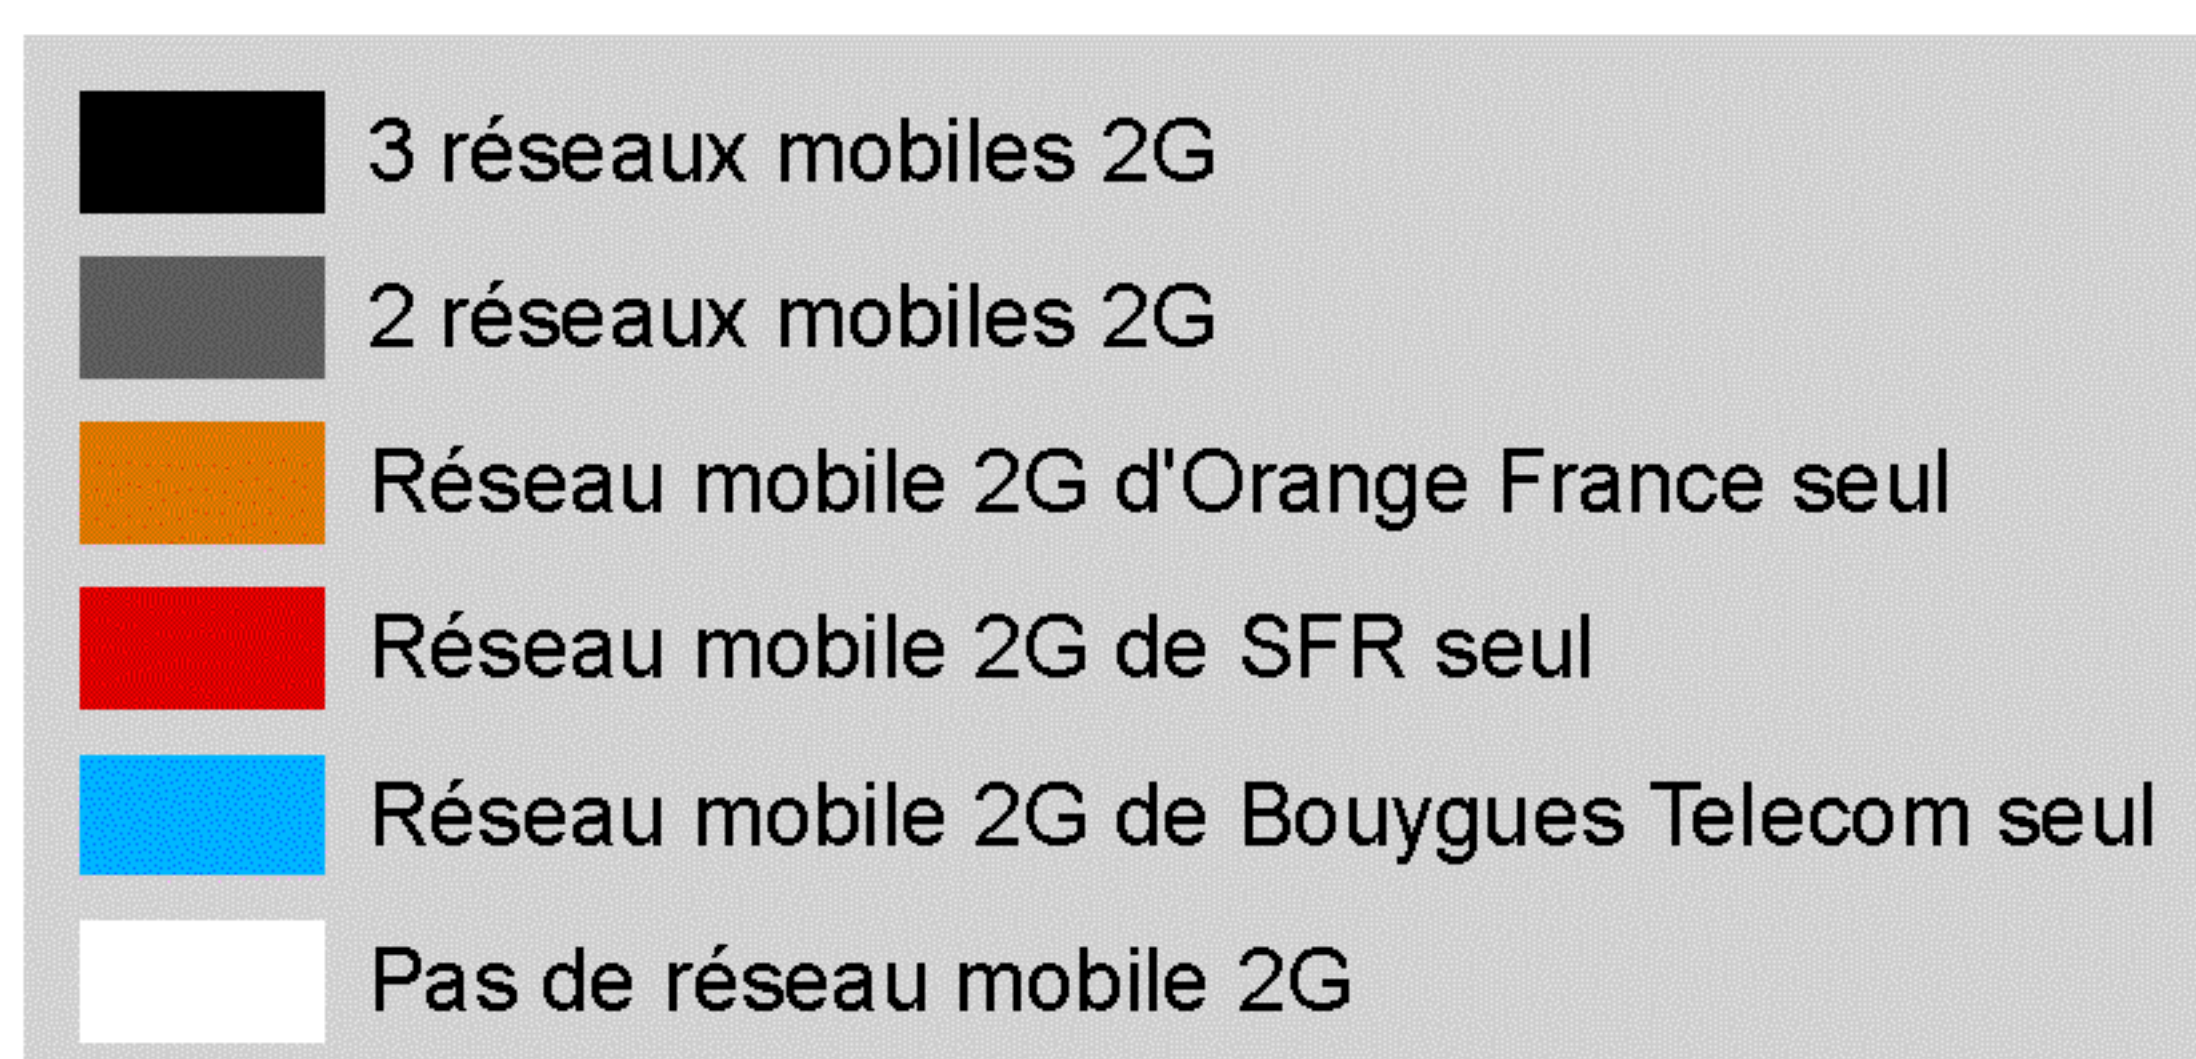 3 réseaux mobiles 2G
2 réseaux mobiles 2G
Réseau mobile 2G d'Orange France seul
Réseau mobile 2G de SFR seul
Réseau mobile 2G de Bouygues Telecom seul
Pas de réseau mobile 2G